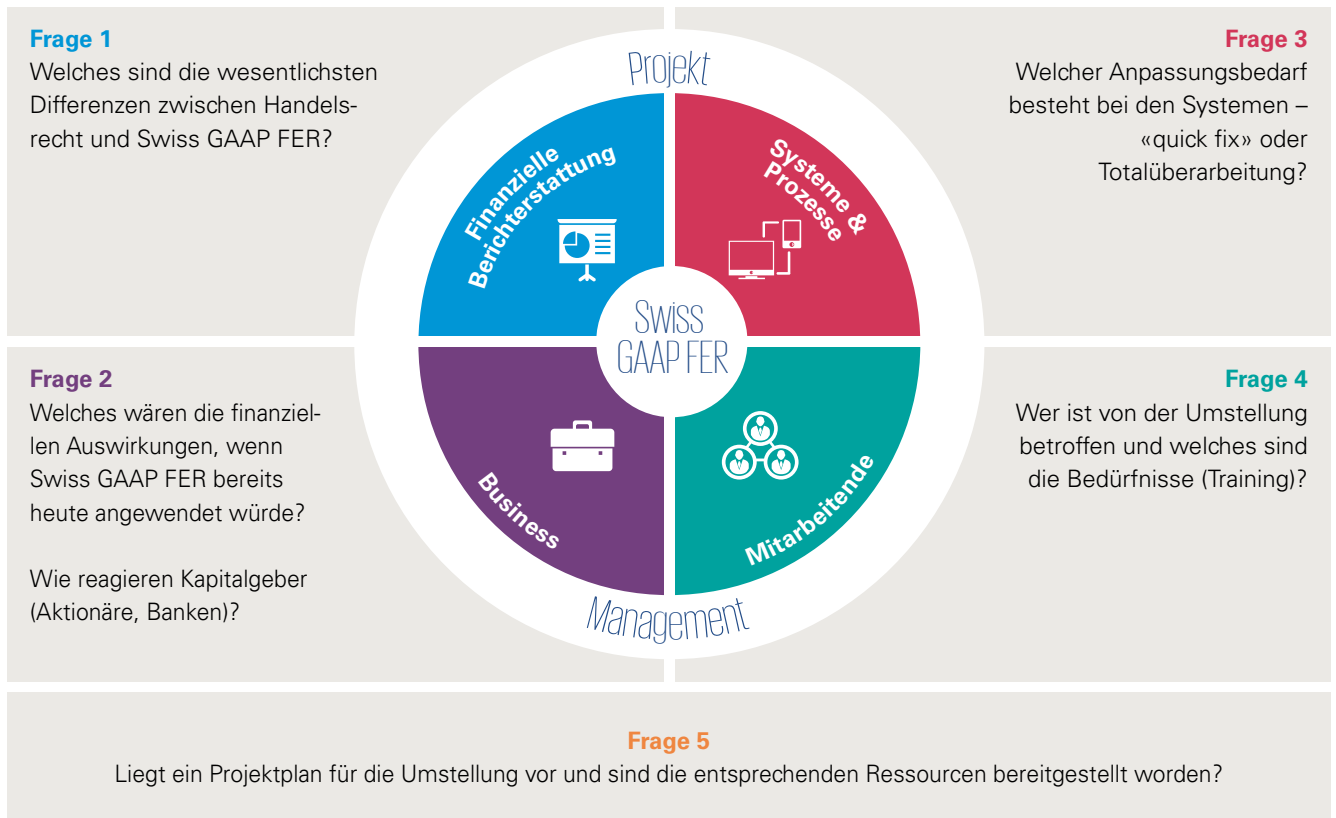 Frage 1
Welches sind die wesentlichsten
Differenzen zwischen Handels-
recht und Swiss GAAP FER?
Frage 3
Welcher Anpassungsbedarf
besteht bei den Systemen –
«quick fix» oder
Totalüberarbeitung?
Projekt
Finanzielle
Berichterstattung
Systeme &
Prozesse
Swiss
GAAP FER
Business
Mitarbeitende
Management
Frage 2
Welches wären die finanziel-
len Auswirkungen, wenn
Swiss GAAP FER bereits
heute angewendet würde?
Wie reagieren Kapitalgeber
(Aktionäre, Banken)?
Frage 4
Wer ist von der Umstellung
betroffen und welches sind
die Bedürfnisse (Training)?
Frage 5
Liegt ein Projektplan für die Umstellung vor und sind die entsprechenden Ressourcen bereitgestellt worden?